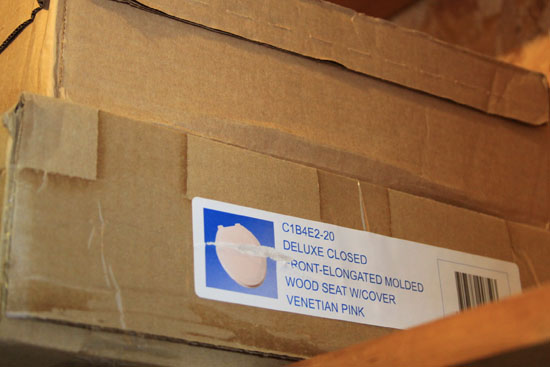 C1B4E2-20
DELUXE CLOSED
FRONT-ELONGATED MOLDED
WOOD SEAT W/COVER
VENETIAN PINK